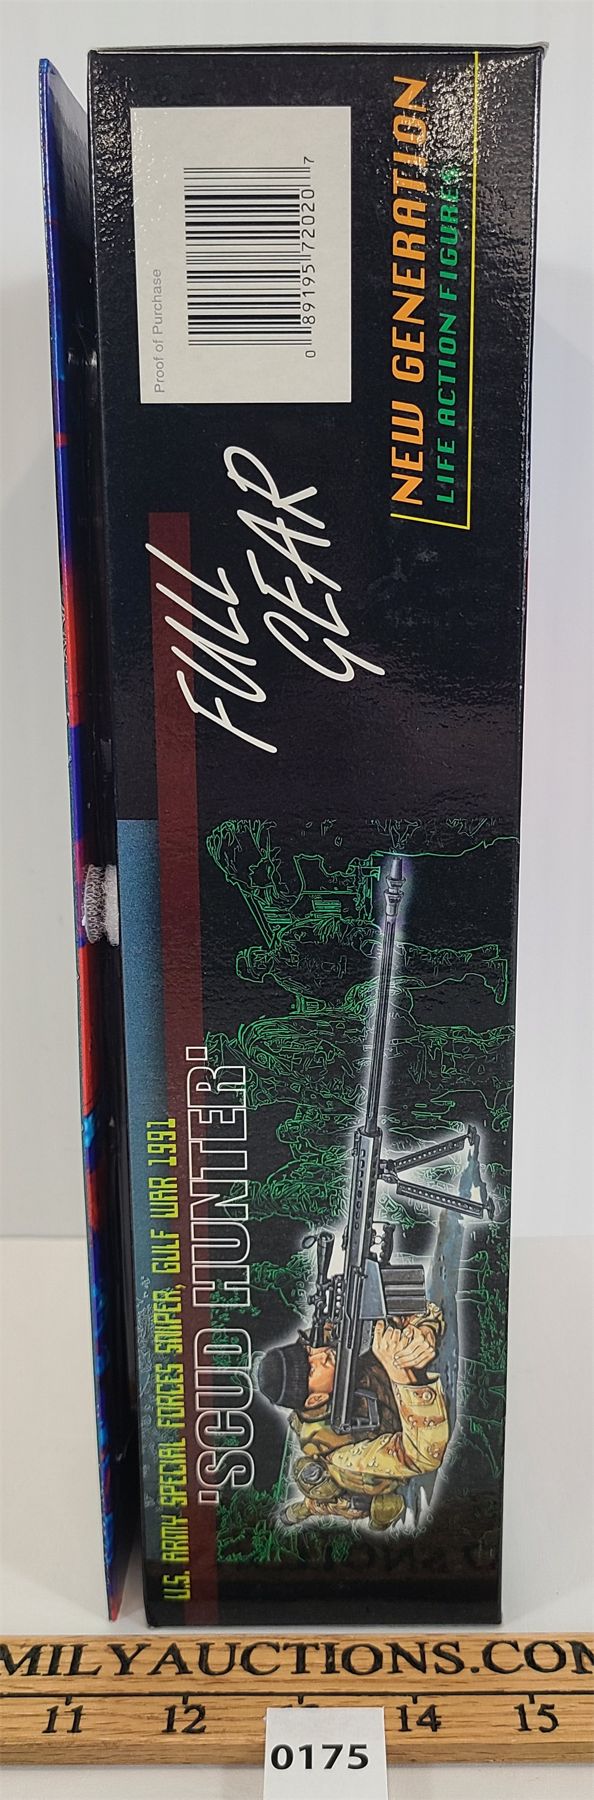 Proof of Purchase
0 89195 72020 7
NEW GENERATION
LIFE ACTION FIGURES
FULL
GEAR
U.S. ARMY SPECIAL FORCES SNIPER, GULF WAR 1991
'SCUD HUNTER'
MILYAUCTIONS.COM
11 12 14 15
0175